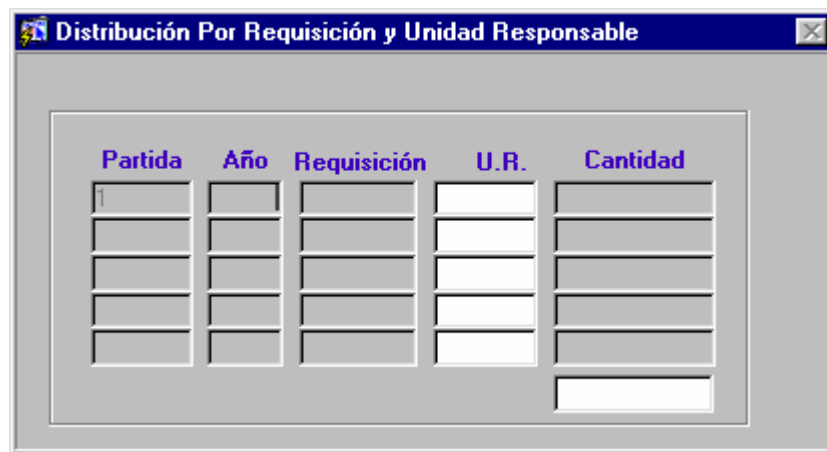 Distribución Por Requisición y Unidad Responsable
Partida Año Requisición U.R. Cantidad
1